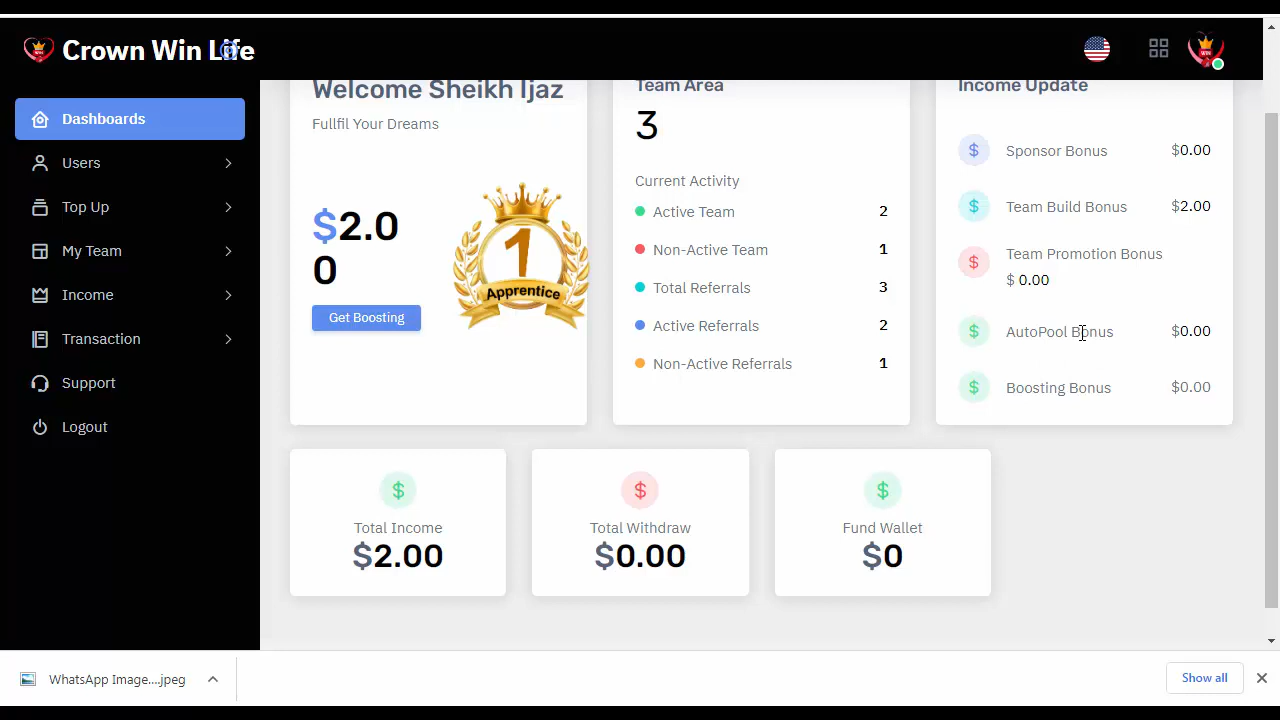 Crown Win Life
Dashboards
Users
Top Up
My Team
Income
Transaction
Support
Logout
Welcome Sheikh Ijaz
Fullfil Your Dreams
$2.0
0
Get Boosting
1
Apprentice
Team Area
3
Current Activity
Active Team 2
Non-Active Team 1
Total Referrals 3
Active Referrals 2
Non-Active Referrals 1
Income Update
$ Sponsor Bonus $0.00
$ Team Build Bonus $2.00
$ Team Promotion Bonus
$ 0.00
$ AutoPool Bonus $0.00
$ Boosting Bonus $0.00
$
Total Income
$2.00
$
Total Withdraw
$0.00
$
Fund Wallet
$0
WhatsApp Image....jpeg
Show all